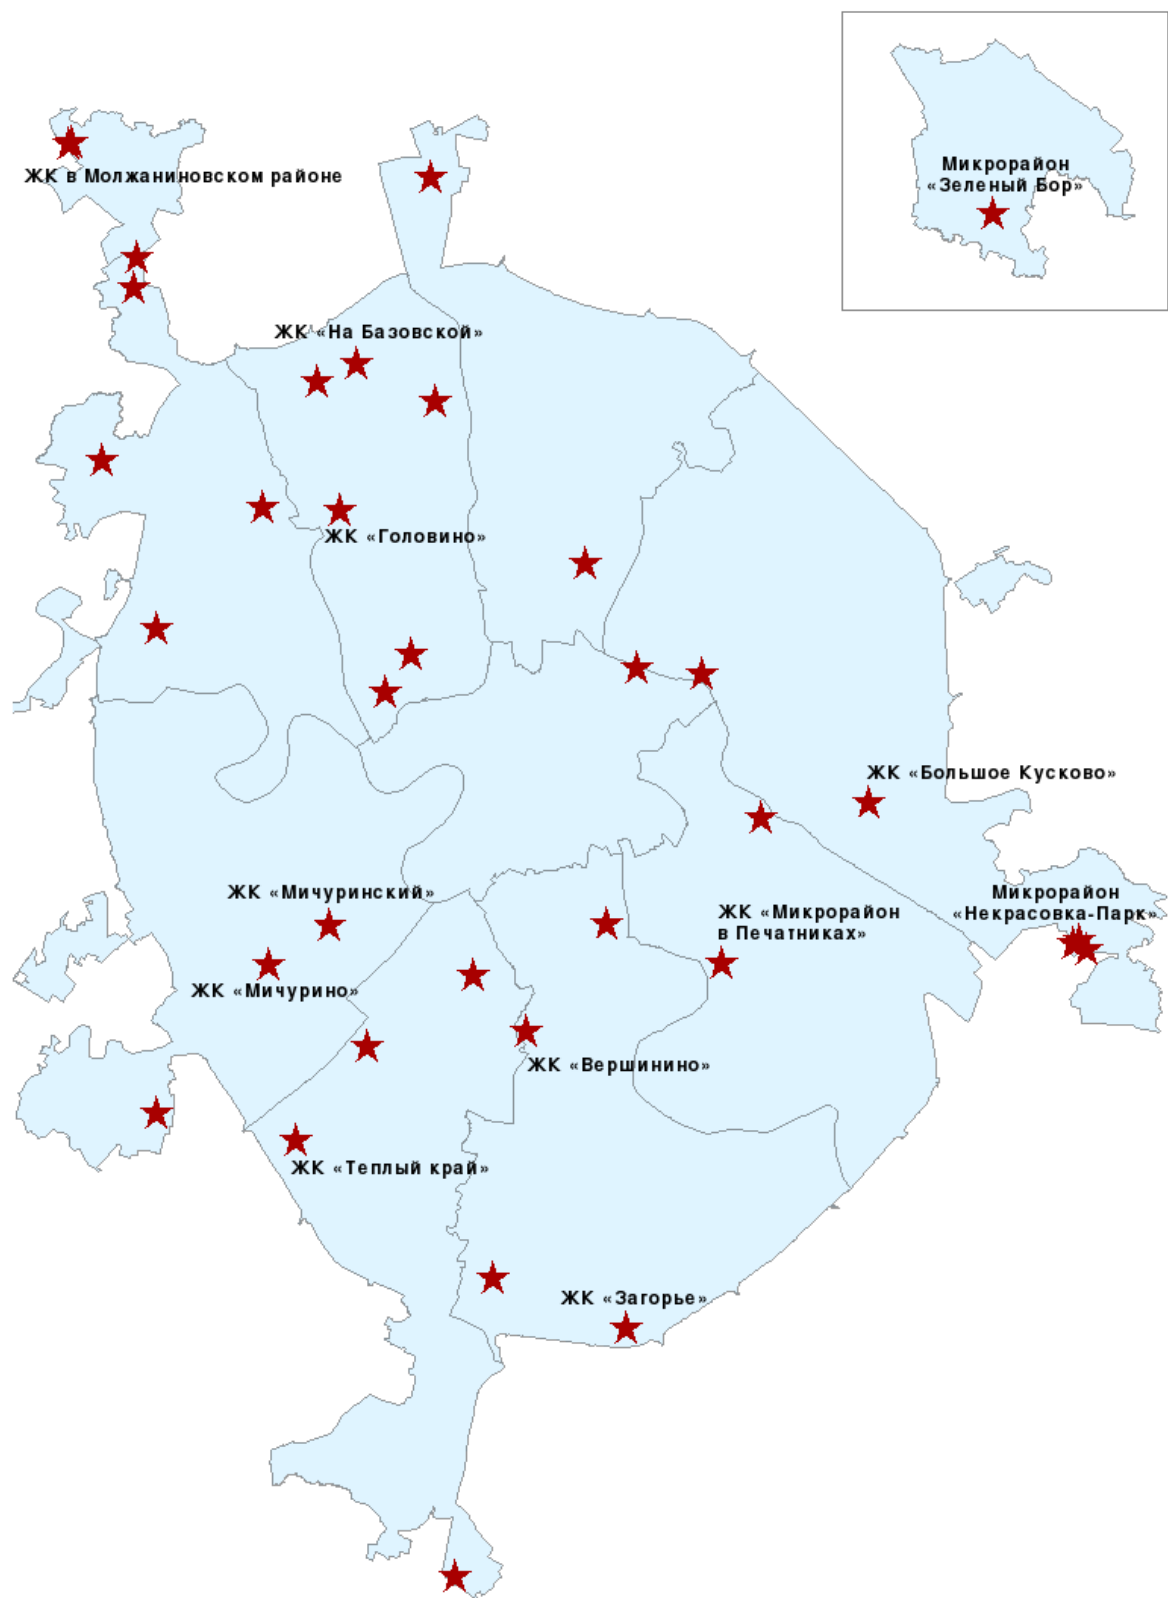 Микрорайон
«Зеленый Бор»
ЖК в Молжаниновском районе
ЖК «На Базовской»
ЖК «Головино»
ЖК «Большое Кусково»
ЖК «Мичуринский»
Микрорайон
«Некрасовка-Парк»
ЖК «Микрорайон
в Печатниках»
ЖК «Мичурино»
ЖК «Вершинино»
ЖК «Теплый край»
ЖК «Загорье»